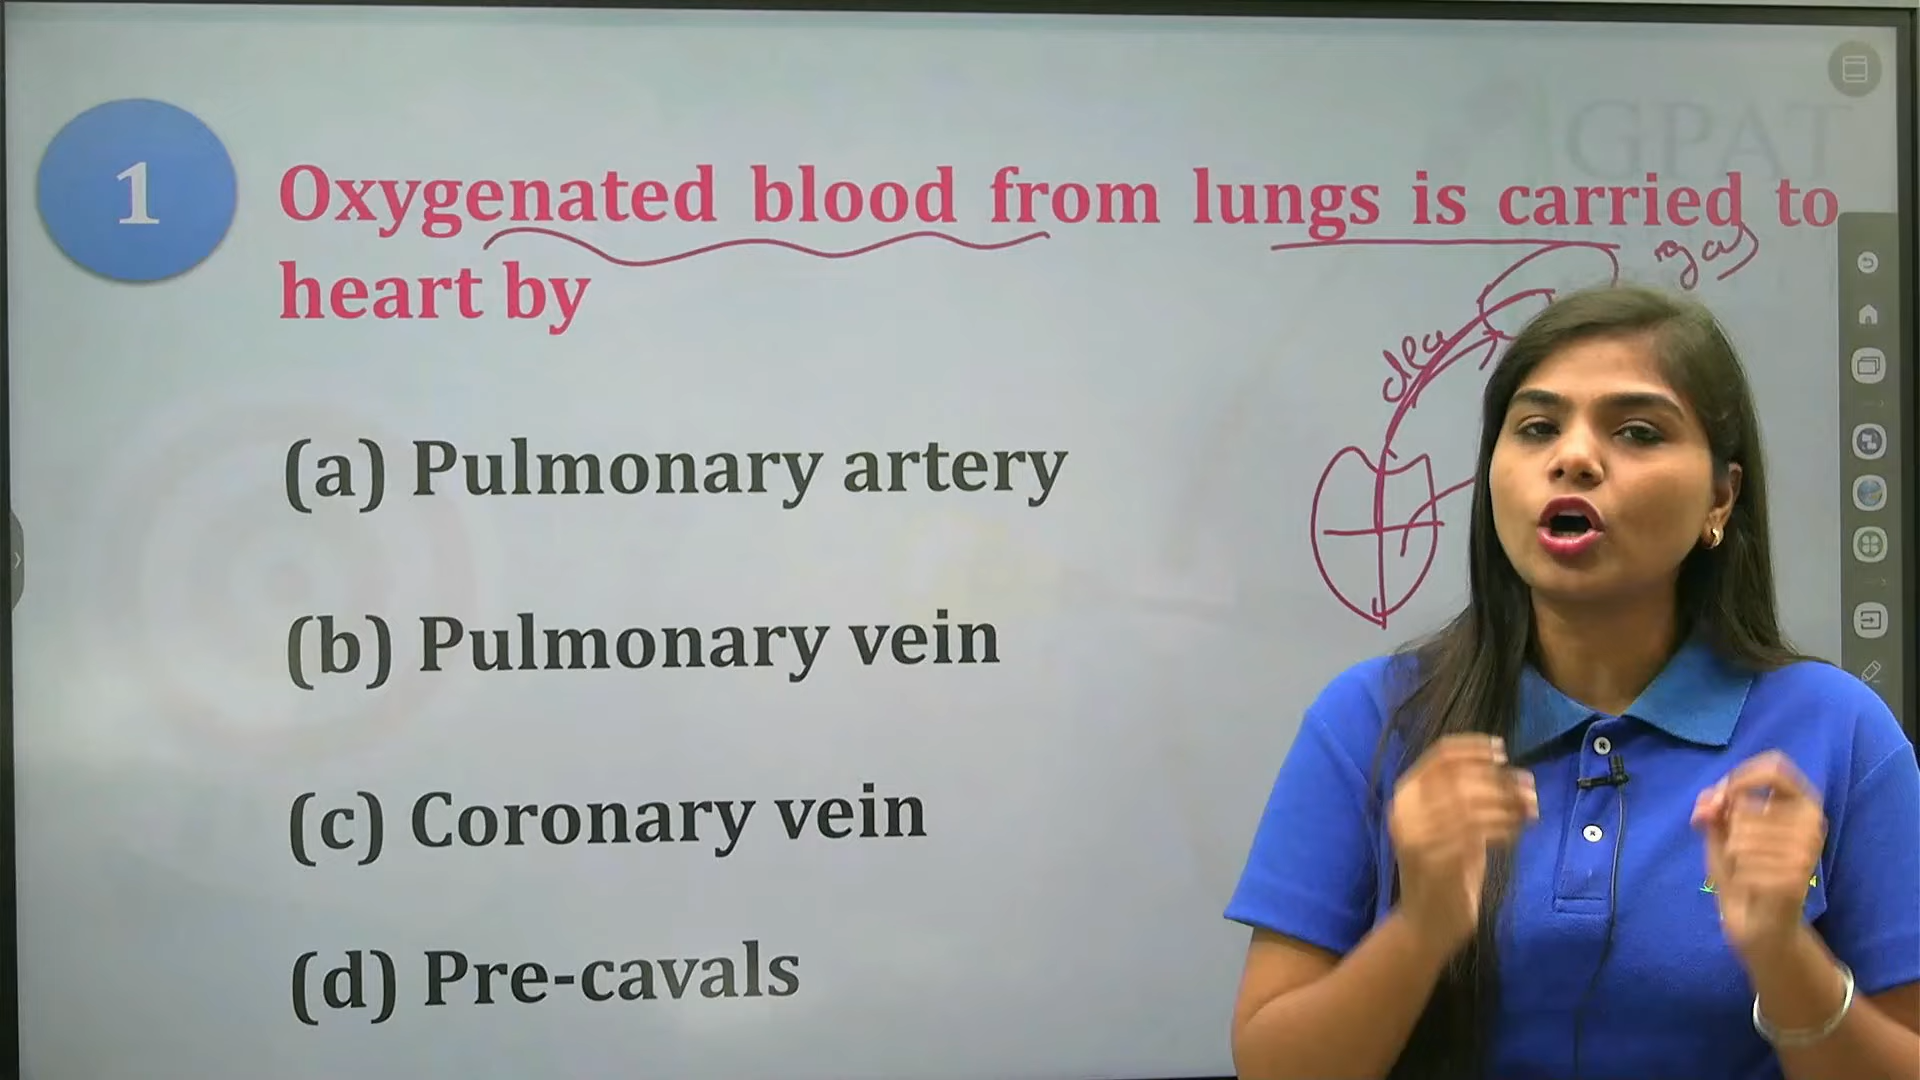 GPAT
1
Oxygenated blood from lungs is carried to
heart by
(a) Pulmonary artery
(b) Pulmonary vein
(c) Coronary vein
(d) Pre-cavals